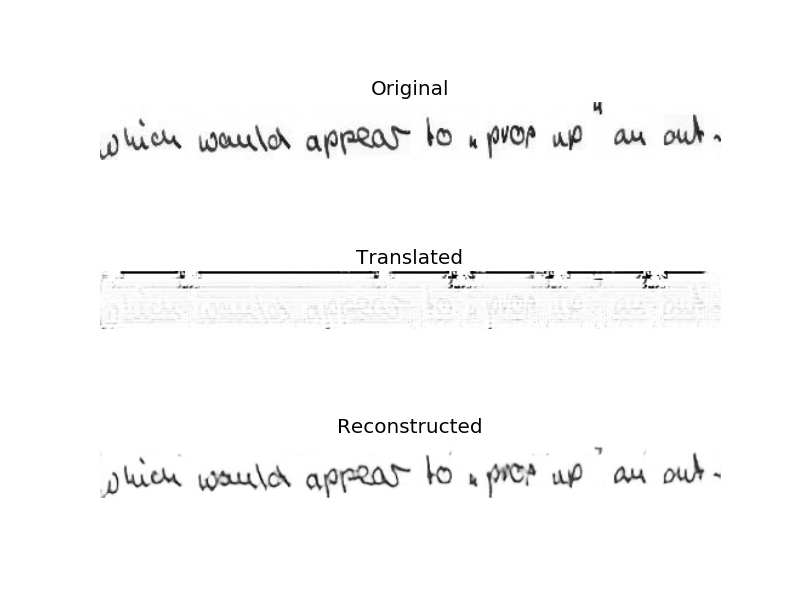 Original
which would appear to „prop up" an out-
Translated
which would appear to „prop up" an out-
Reconstructed
which would appear to „prop up" an out-